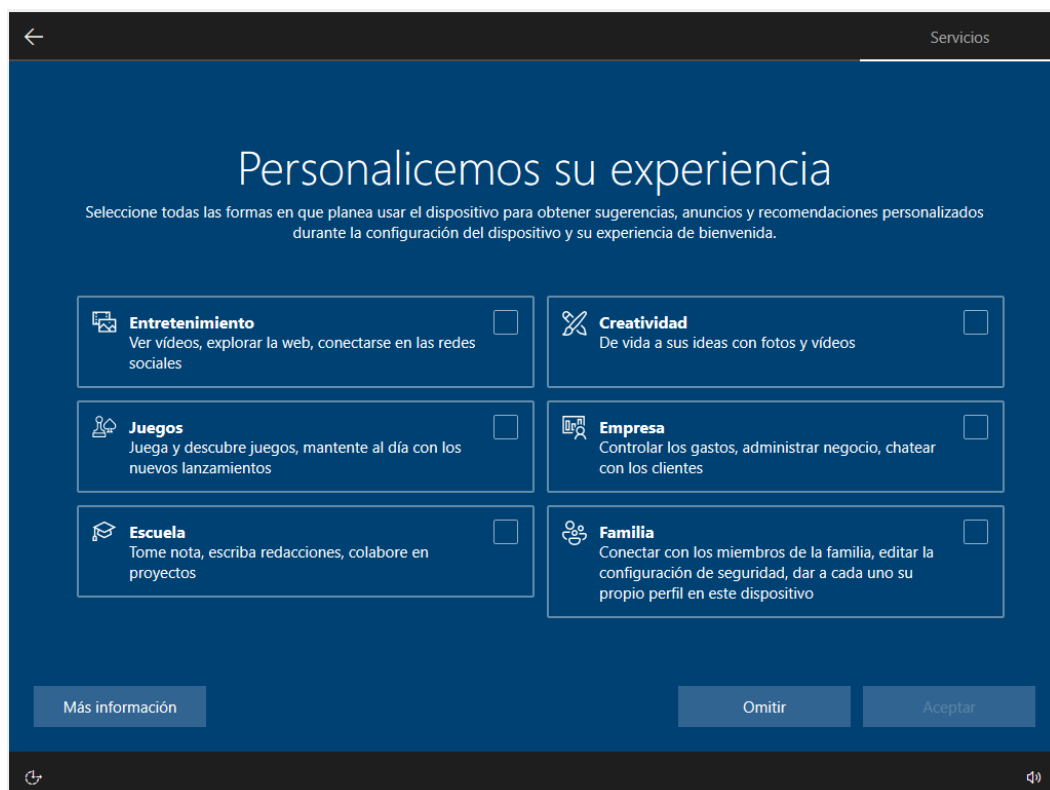 Servicios
Personalicemos su experiencia
Seleccione todas las formas en que planea usar el dispositivo para obtener sugerencias, anuncios y recomendaciones personalizados
durante la configuración del dispositivo y su experiencia de bienvenida.
Entretenimiento
Ver vídeos, explorar la web, conectarse en las redes
sociales
Creatividad
De vida a sus ideas con fotos y vídeos
Juegos
Juega y descubre juegos, mantente al día con los
nuevos lanzamientos
Empresa
Controlar los gastos, administrar negocio, chatear
con los clientes
Escuela
Tome nota, escriba redacciones, colabore en
proyectos
Familia
Conectar con los miembros de la familia, editar la
configuración de seguridad, dar a cada uno su
propio perfil en este dispositivo
Más información
Omitir
Aceptar